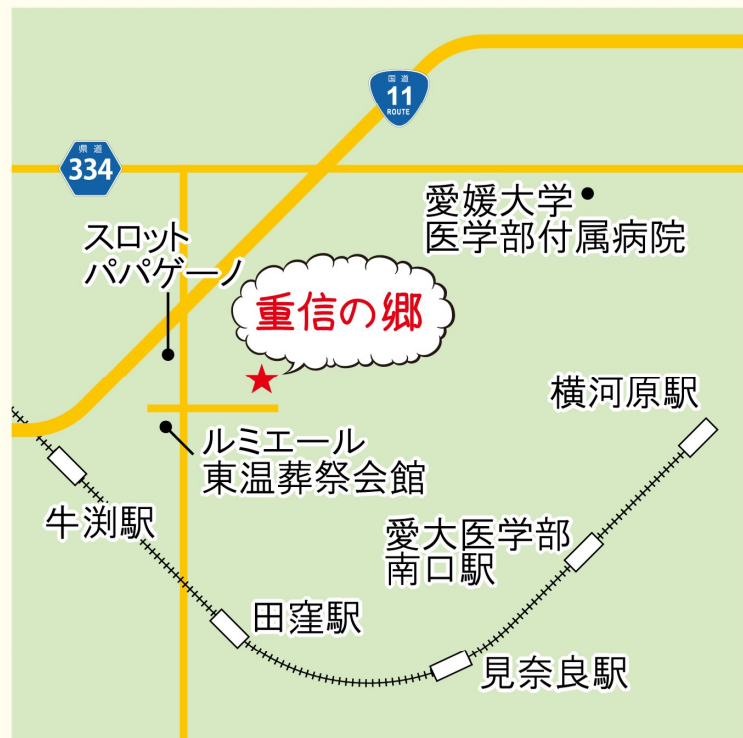 国道
11
ROUTE
県道
334
愛媛大学
医学部付属病院
スロット
パパゲーノ
重信の郷
横河原駅
ルミエール
東温葬祭会館
牛渕駅
愛大医学部
南口駅
田窪駅
見奈良駅